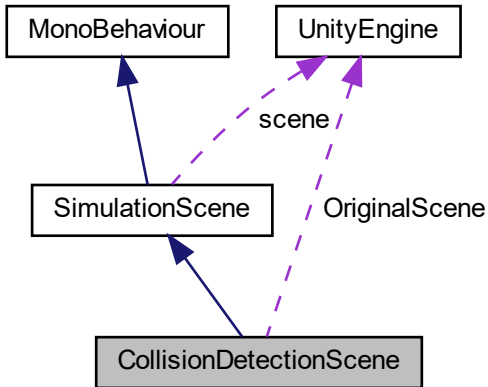 MonoBehaviour
UnityEngine
scene
SimulationScene
OriginalScene
CollisionDetectionScene